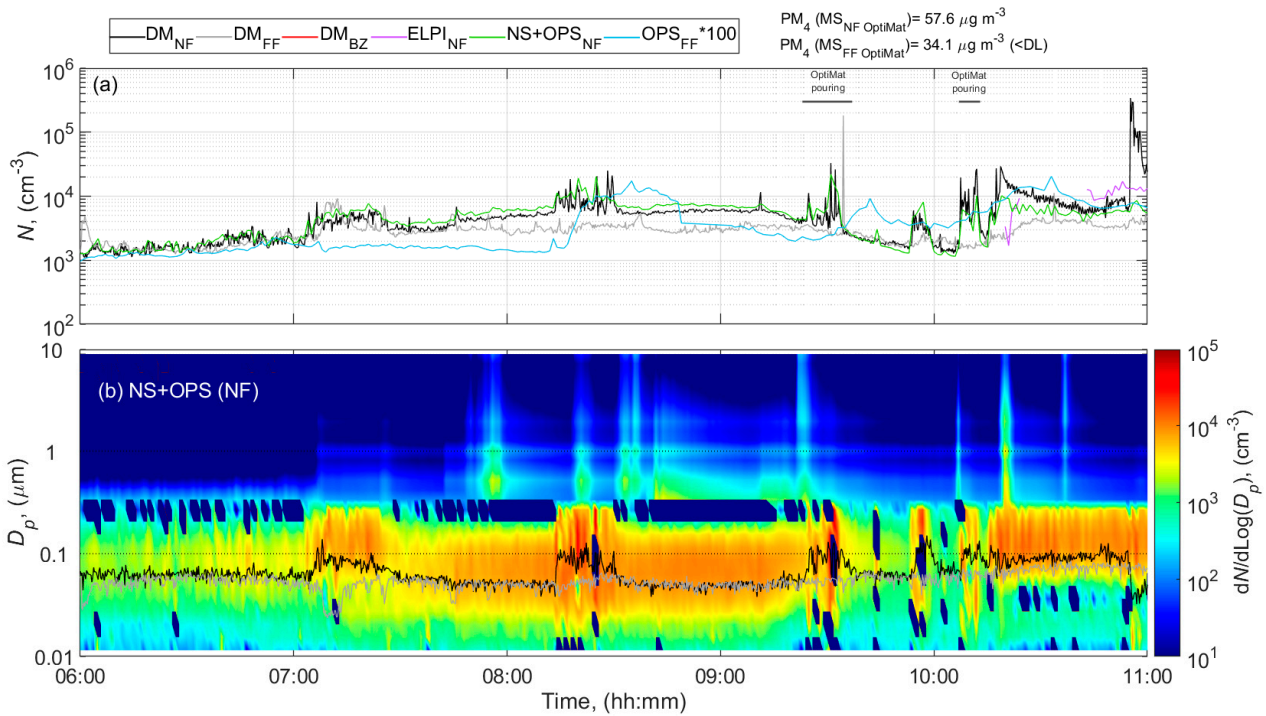 DM_NF DM_FF DM_BZ ELPI_NF NS+OPS_NF OPS_FF*100
PM_4 (MS_NF OptiMat)= 57.6 μg m^-3
PM_4 (MS_FF OptiMat)= 34.1 μg m^-3 (<DL)
(a)
OptiMat
pouring
OptiMat
pouring
10^6
10^5
10^4
10^3
10^2
N, (cm^-3)
(b) NS+OPS (NF)
10
1
0.1
0.01
D_p, (μm)
06:00 07:00 08:00 09:00 10:00 11:00
Time, (hh:mm)
10^5
10^4
10^3
10^2
10^1
dN/dLog(D_p), (cm^-3)